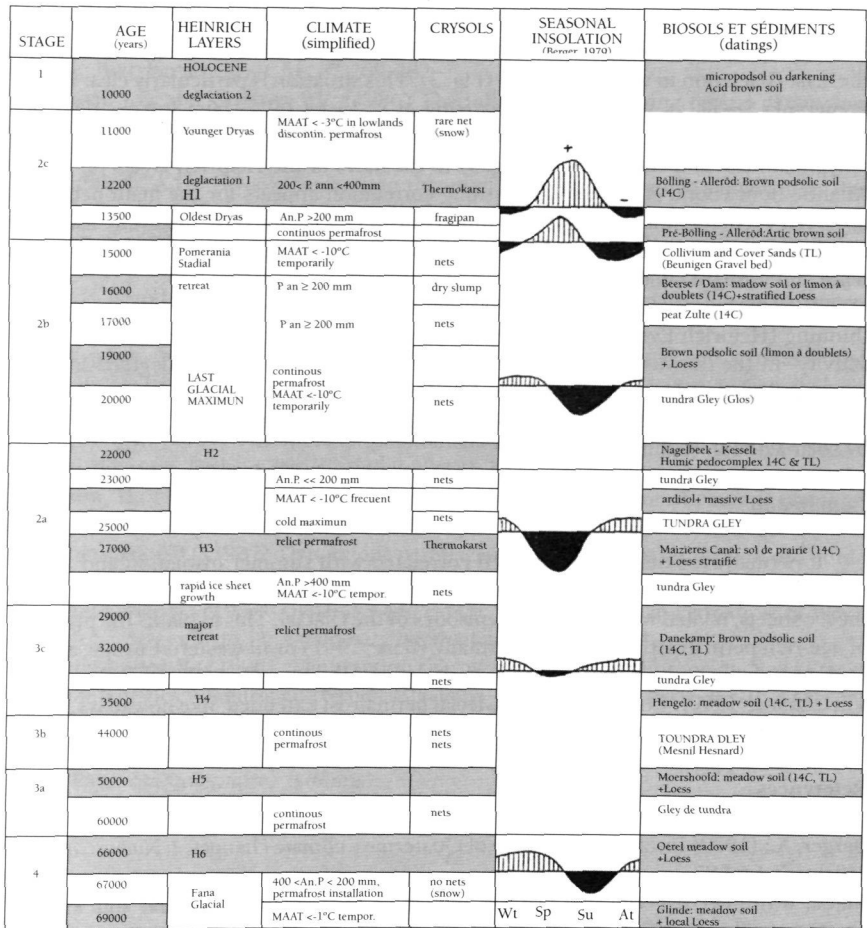 STAGE
AGE
(years)
HEINRICH
LAYERS
CLIMATE
(simplified)
CRYSOLS
SEASONAL
INSOLATION
(Berger, 1979)
BIOSOLS ET SÉDIMENTS
(datings)
1
HOLOCENE
10000
deglaciation 2
micropodsol ou darkening
Acid brown soil
2c
11000
Younger Dryas
MAAT < -3ºC in lowlands
discontin. permafrost
rare net
(snow)
+
12200
deglaciation 1
H1
200< P. ann <400mm
Thermokarst
-
Bölling - Alleröd: Brown podsolic soil
(14C)
13500
Oldest Dryas
An.P >200 mm
fragipan
continuos permafrost
Pré-Bölling - Alleröd:Artic brown soil
2b
15000
Pomerania
Stadial
MAAT < -10ºC
temporarily
nets
Collivium and Cover Sands (TL)
(Beunigen Gravel bed)
16000
retreat
P an ≥ 200 mm
dry slump
Beerse / Dam: madow soil or limon à
doublets (14C)+stratified Loess
17000
P an ≥ 200 mm
nets
peat Zulte (14C)
19000
Brown podsolic soil (limon à doublets)
+ Loess
LAST
GLACIAL
MAXIMUN
continous
permafrost
MAAT <-10ºC
temporarily
20000
nets
tundra Gley (Glos)
2a
22000
H2
Nagelbeek - Kesselt
Humic pedocomplex 14C & TL)
23000
An.P. << 200 mm
nets
tundra Gley
MAAT < -10ºC frecuent
ardisol+ massive Loess
25000
cold maximun
nets
TUNDRA GLEY
27000
H3
relict permafrost
Thermokarst
Maizieres Canal: sol de prairie (14C)
+ Loess stratifie
rapid ice sheet
growth
An.P >400 mm
MAAT <-10ºC tempor.
nets
tundra Gley
3c
29000
major
retreat
relict permafrost
32000
Danekamp: Brown podsolic soil
(14C, TL)
nets
tundra Gley
35000
H4
Hengelo: meadow soil (14C, TL) + Loess
3b
44000
continous
permafrost
nets
nets
TOUNDRA DLEY
(Mesnil Hesnard)
3a
50000
H5
Moershoofd: meadow soil (14C, TL)
+Loess
60000
continous
permafrost
nets
Gley de tundra
4
66000
H6
Oerel meadow soil
+Loess
67000
Fana
Glacial
400 <An.P < 200 mm,
permafrost installation
no nets
(snow)
69000
MAAT <-1ºC tempor.
Wt Sp Su At
Glinde: meadow soil
+ local Loess